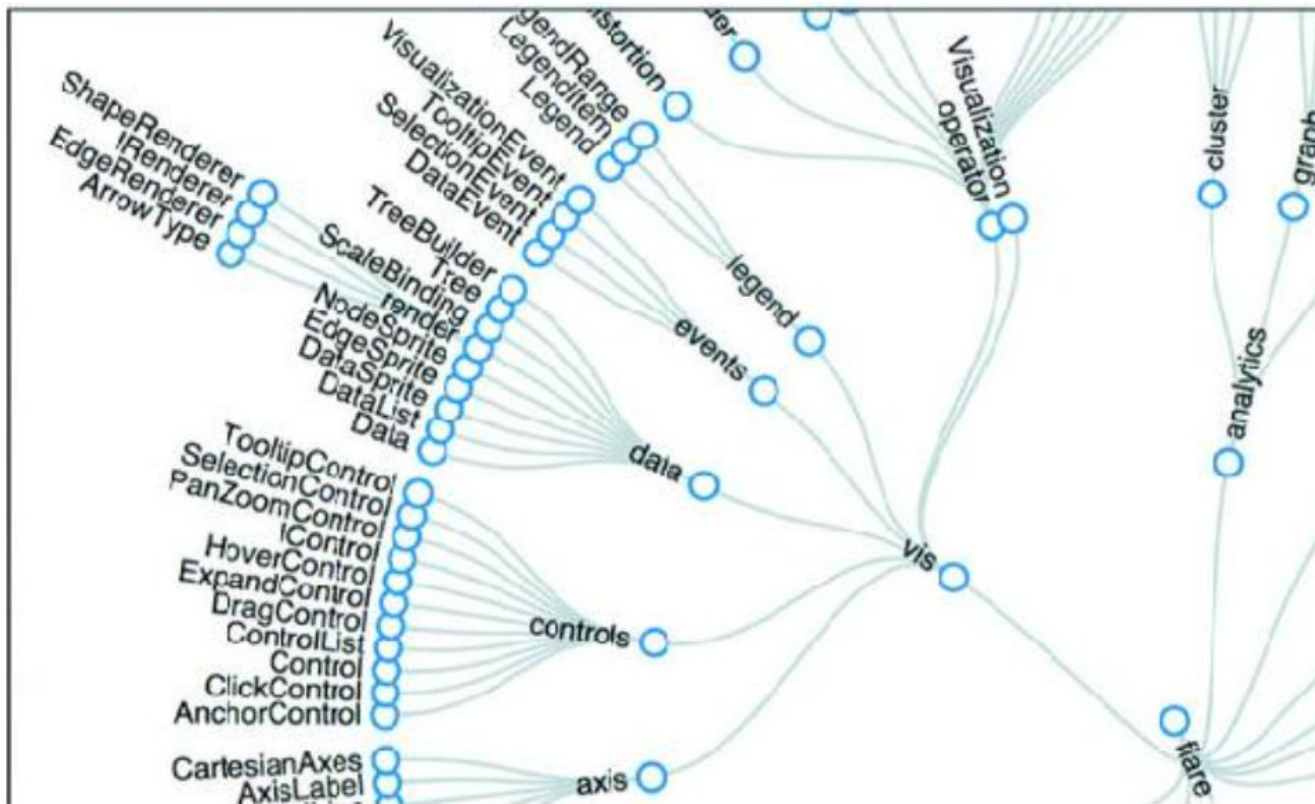 ShapeRenderer
IRenderer
EdgeRenderer
ArrowType
VisualizationEvent
TooltipEvent
SelectionEvent
DataEvent
LegendItem
Legend
TreeBuilder
Tree
ScaleBinding
render
NodeSprite
EdgeSprite
DataSprite
DataList
Data
TooltipControl
SelectionControl
PanZoomControl
IControl
HoverControl
ExpandControl
DragControl
ControlList
Control
ClickControl
AnchorControl
CartesianAxes
AxisLabel
legend
events
data
controls
axis
vis
Visualization
operator
cluster
analytics
flare